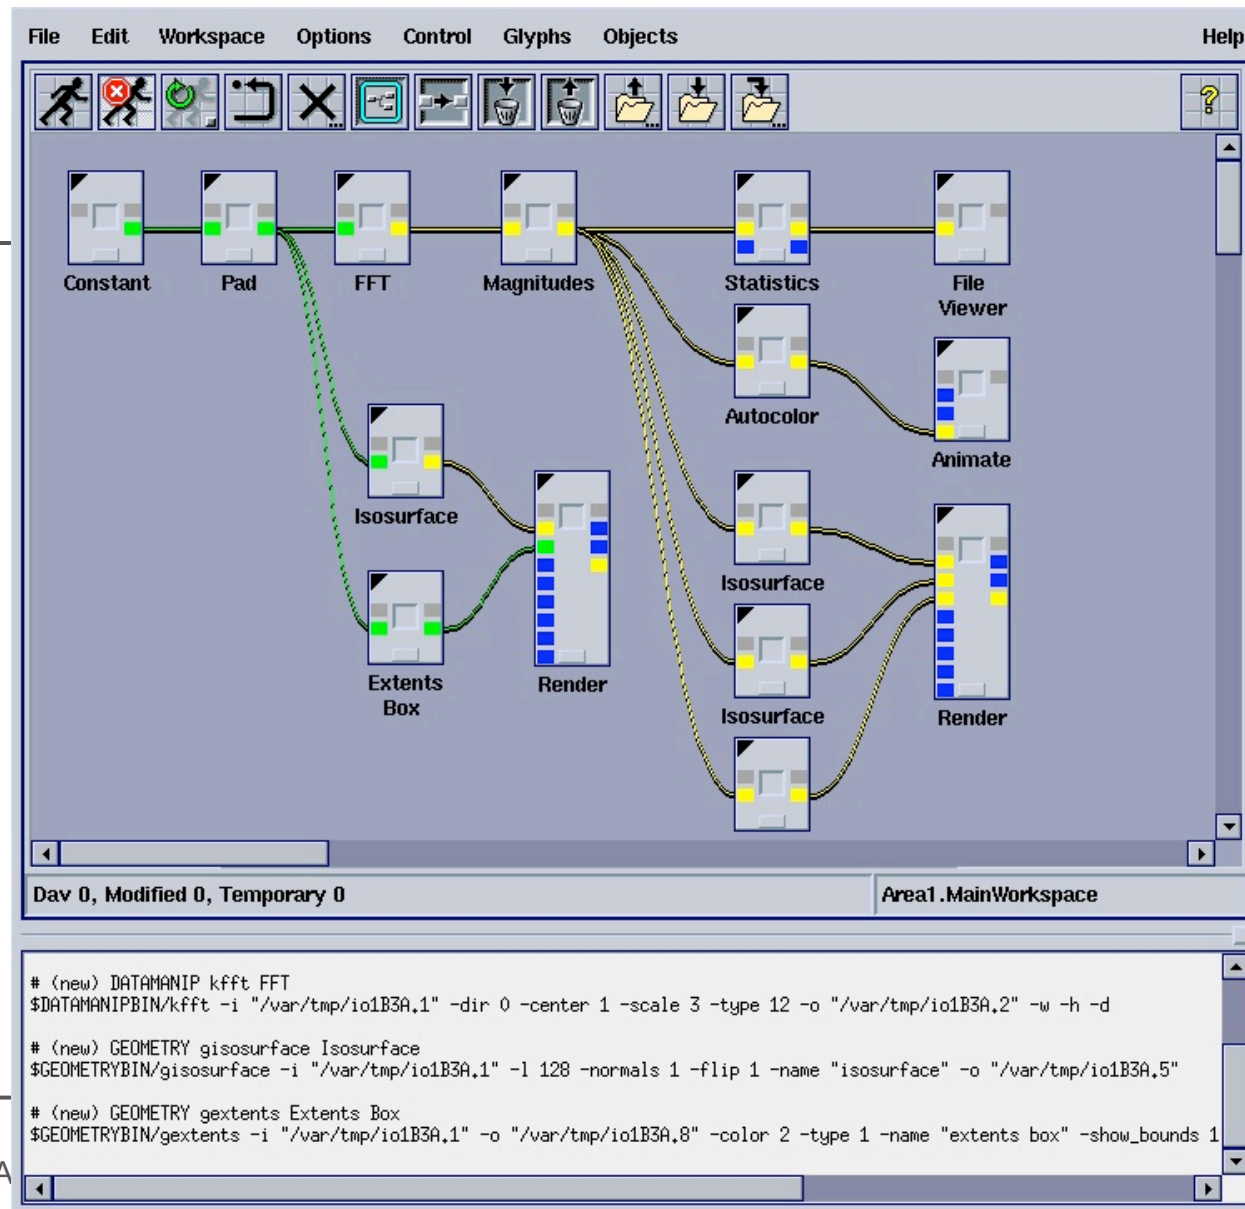 File Edit Workspace Options Control Glyphs Objects Help
Constant Pad FFT Magnitudes Statistics File
Viewer
Autocolor
Animate
Isosurface
Isosurface
Extents
Box
Render
Isosurface
Render
Dav 0, Modified 0, Temporary 0 Area1.MainWorkspace
# (new) DATAMANIP kfft FFT
$DATAMANIPBIN/kfft -i "/var/tmp/io1B3A.1" -dir 0 -center 1 -scale 3 -type 12 -o "/var/tmp/io1B3A.2" -w -h -d
# (new) GEOMETRY gisosurface Isosurface
$GEOMETRYBIN/gisosurface -i "/var/tmp/io1B3A.1" -l 128 -normals 1 -flip 1 -name "isosurface" -o "/var/tmp/io1B3A.5"
# (new) GEOMETRY gextents Extents Box
$GEOMETRYBIN/gextents -i "/var/tmp/io1B3A.1" -o "/var/tmp/io1B3A.8" -color 2 -type 1 -name "extents box" -show_bounds 1
A